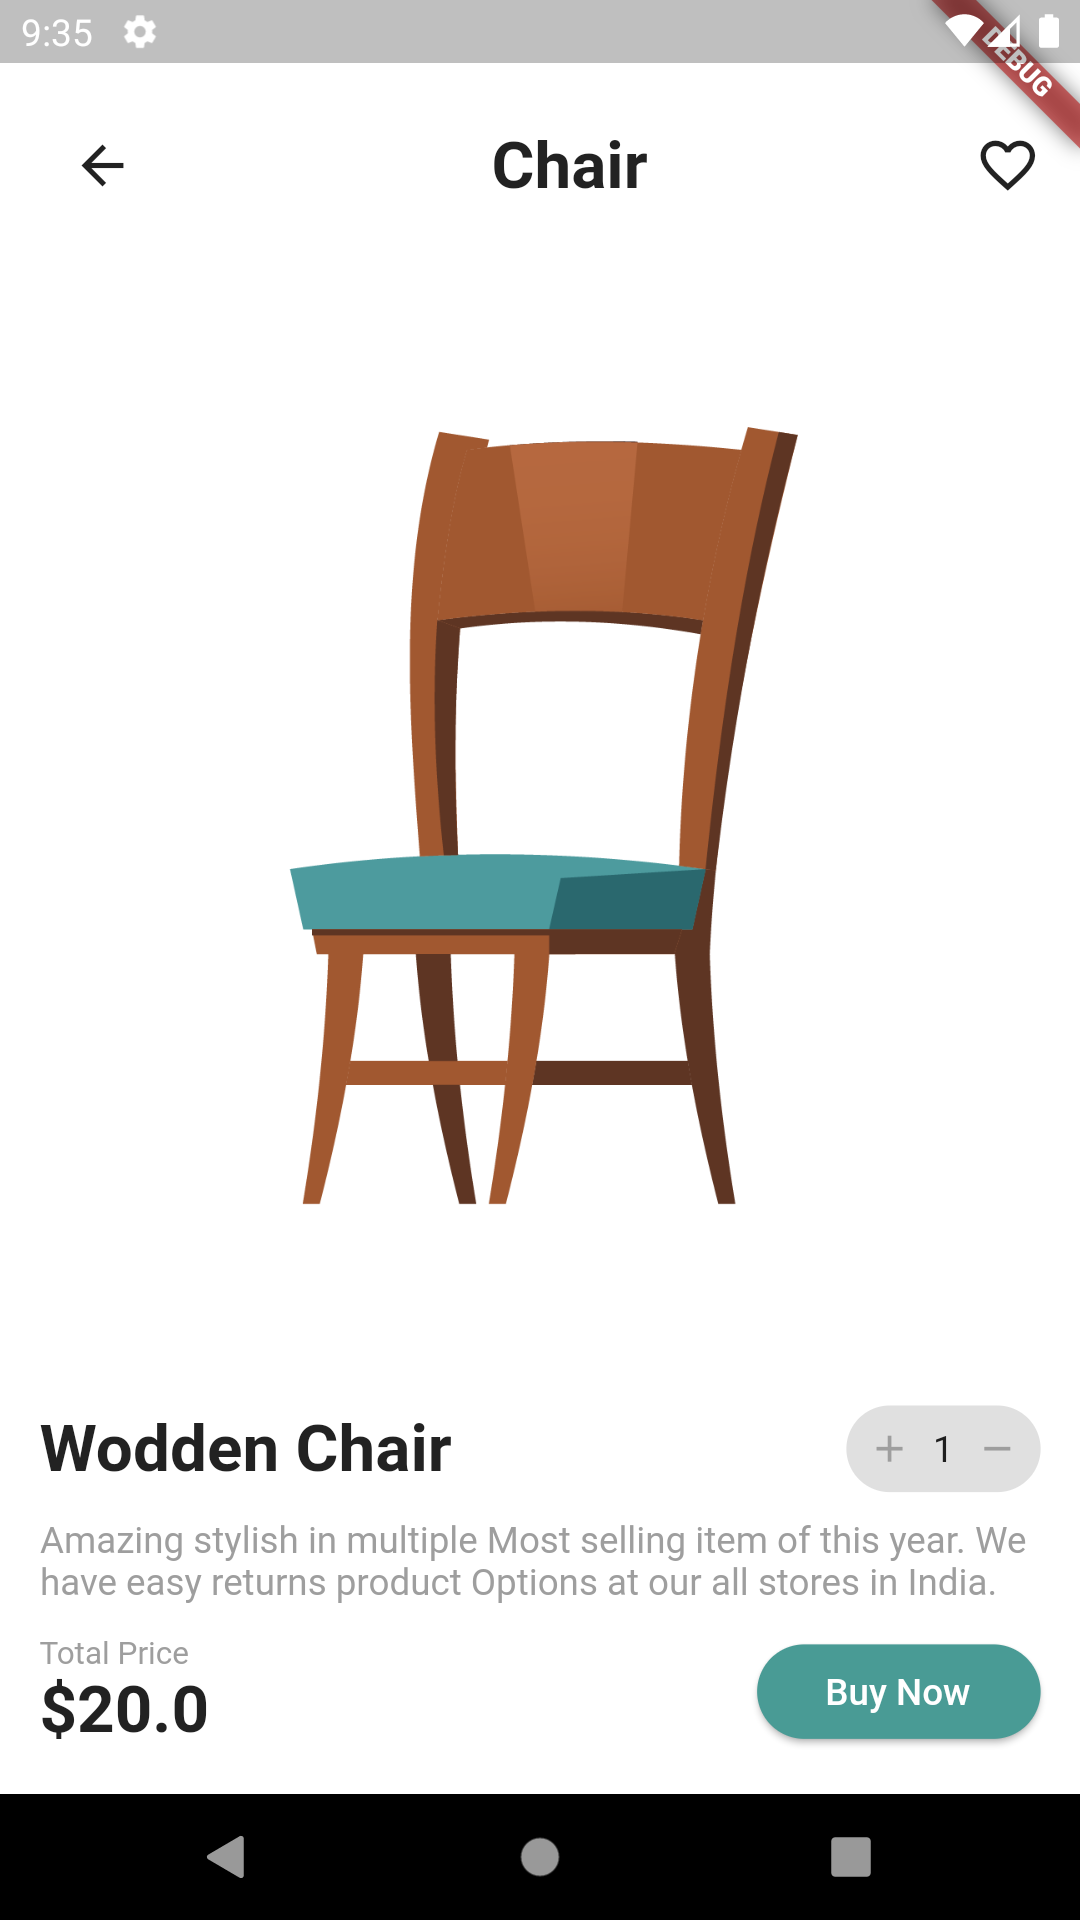 9:35
DEBUG
Chair
Wodden Chair
+ 1 −
Amazing stylish in multiple Most selling item of this year. We
have easy returns product Options at our all stores in India.
Total Price
$20.0
Buy Now